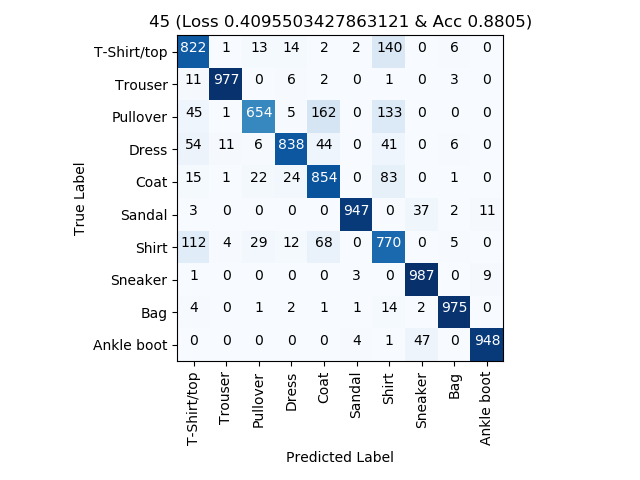 45 (Loss 0.4095503427863121 & Acc 0.8805)
T-Shirt/top 822 1 13 14 2 2 140 0 6 0
Trouser 11 977 0 6 2 0 1 0 3 0
Pullover 45 1 654 5 162 0 133 0 0 0
Dress 54 11 6 838 44 0 41 0 6 0
Coat 15 1 22 24 854 0 83 0 1 0
Sandal 3 0 0 0 0 947 0 37 2 11
Shirt 112 4 29 12 68 0 770 0 5 0
Sneaker 1 0 0 0 0 3 0 987 0 9
Bag 4 0 1 2 1 1 14 2 975 0
Ankle boot 0 0 0 0 0 4 1 47 0 948
True Label
T-Shirt/top
Trouser
Pullover
Dress
Coat
Sandal
Shirt
Sneaker
Bag
Ankle boot
Predicted Label